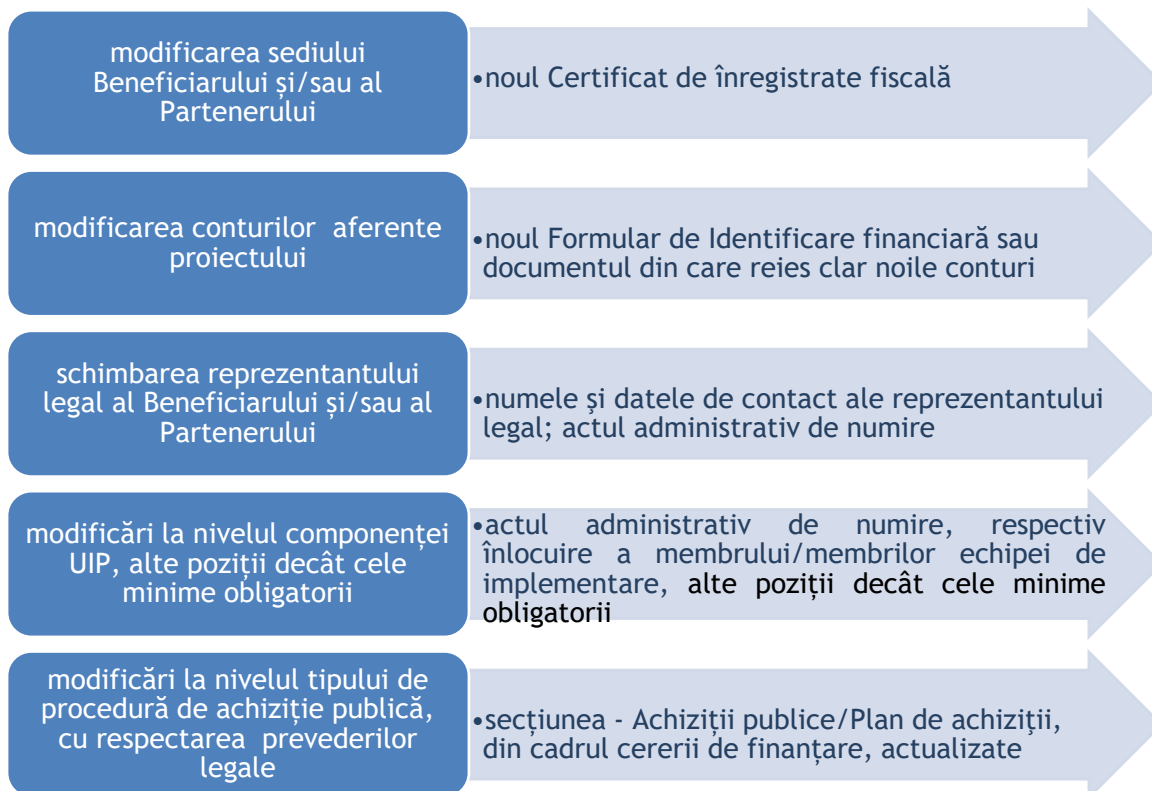 modificarea sediului
Beneficiarului și/sau al
Partenerului
•noul Certificat de înregistrate fiscală
modificarea conturilor aferente
proiectului
•noul Formular de Identificare financiară sau
documentul din care reies clar noile conturi
schimbarea reprezentantului
legal al Beneficiarului și/sau al
Partenerului
•numele şi datele de contact ale reprezentantului
legal; actul administrativ de numire
modificări la nivelul componenței
UIP, alte poziții decât cele
minime obligatorii
•actul administrativ de numire, respectiv
înlocuire a membrului/membrilor echipei de
implementare, alte poziții decât cele minime
obligatorii
modificări la nivelul tipului de
procedură de achiziție publică,
cu respectarea prevederilor
legale
•secțiunea - Achiziții publice/Plan de achiziţii,
din cadrul cererii de finanțare, actualizate